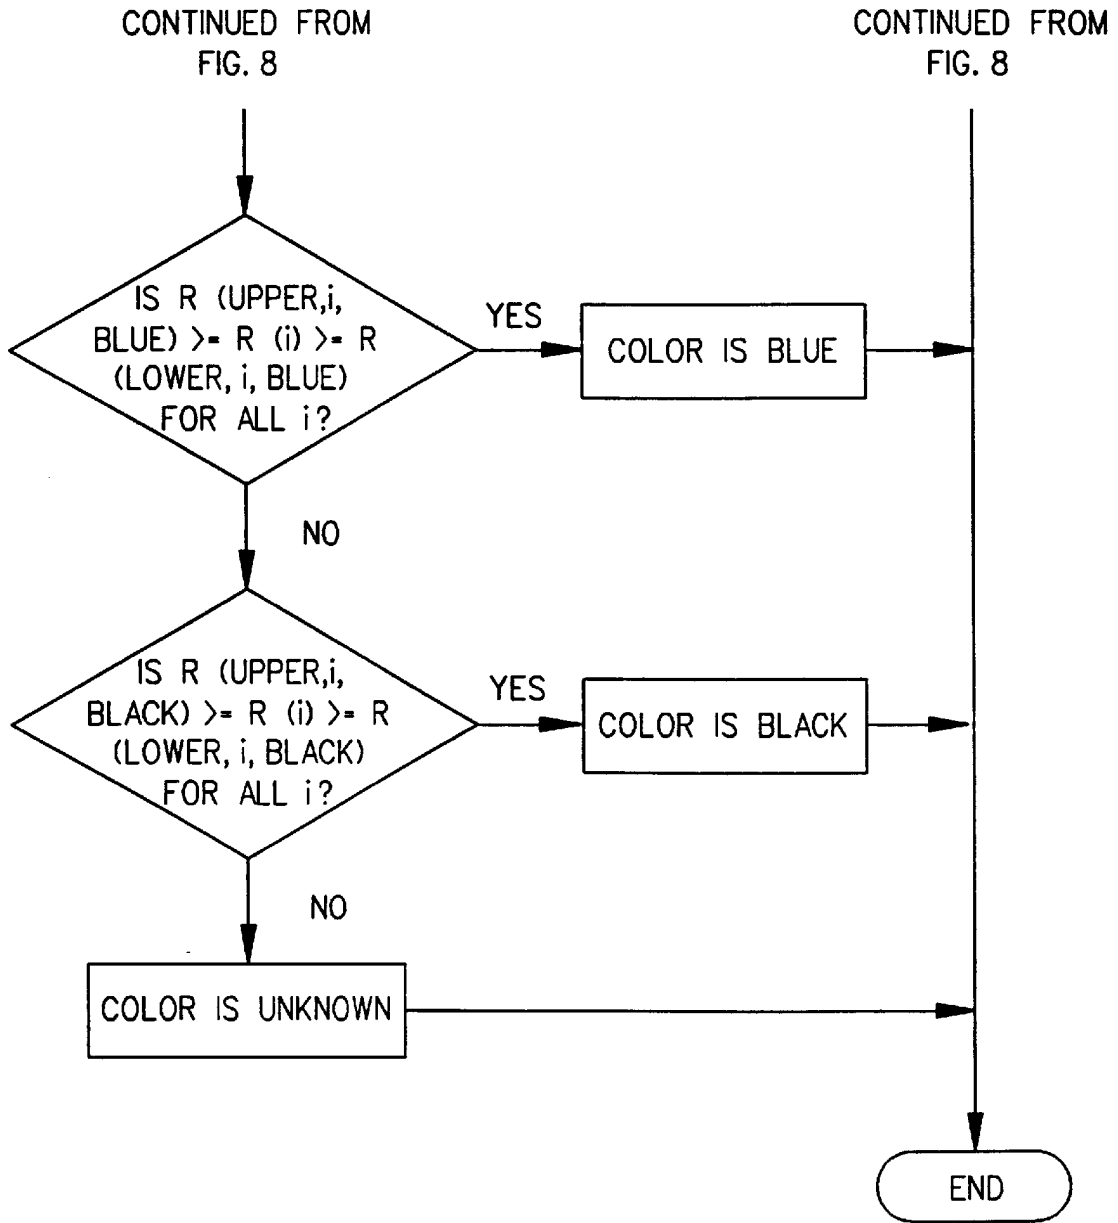 CONTINUED FROM
FIG. 8
CONTINUED FROM
FIG. 8
IS R (UPPER,i,
BLUE) >= R (i) >= R
(LOWER, i, BLUE)
FOR ALL i?
YES
COLOR IS BLUE
NO
IS R (UPPER,i,
BLACK) >= R (i) >= R
(LOWER, i, BLACK)
FOR ALL i?
YES
COLOR IS BLACK
NO
COLOR IS UNKNOWN
END